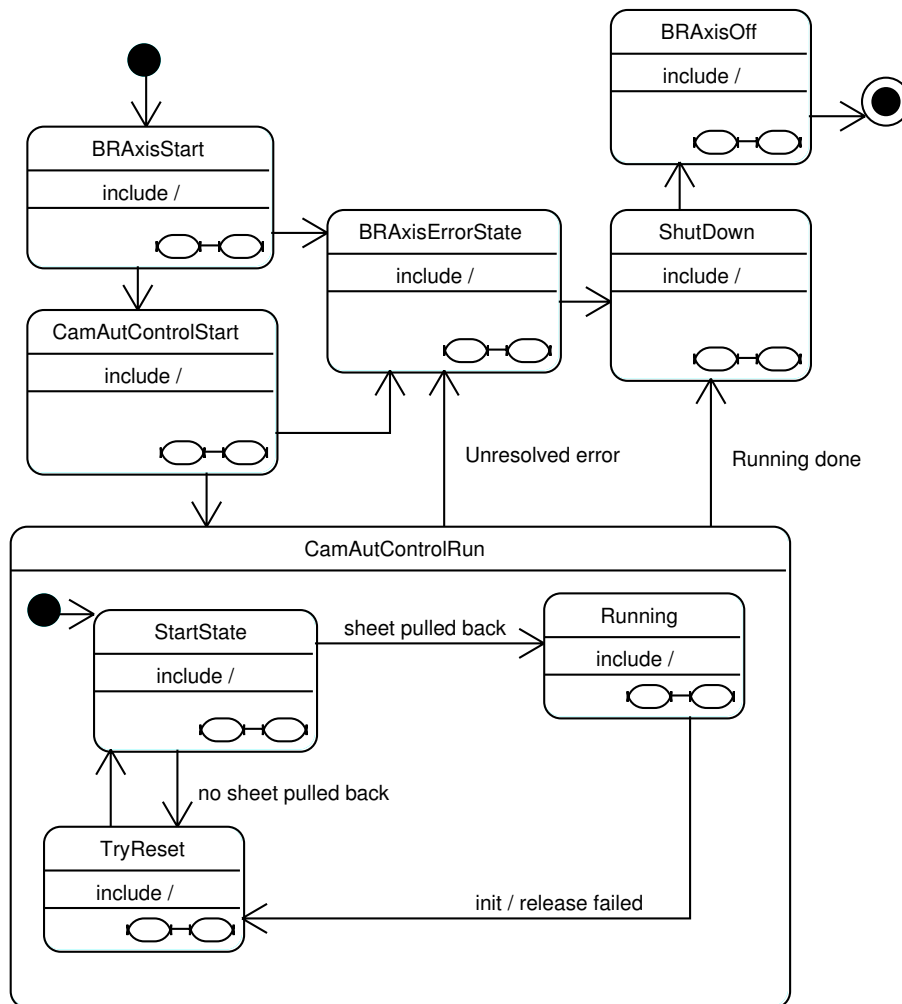 BRAxisOff
include /
BRAxisStart
include /
BRAxisErrorState
include /
ShutDown
include /
CamAutControlStart
include /
Unresolved error
Running done
CamAutControlRun
StartState
include /
sheet pulled back
Running
include /
no sheet pulled back
TryReset
include /
init / release failed